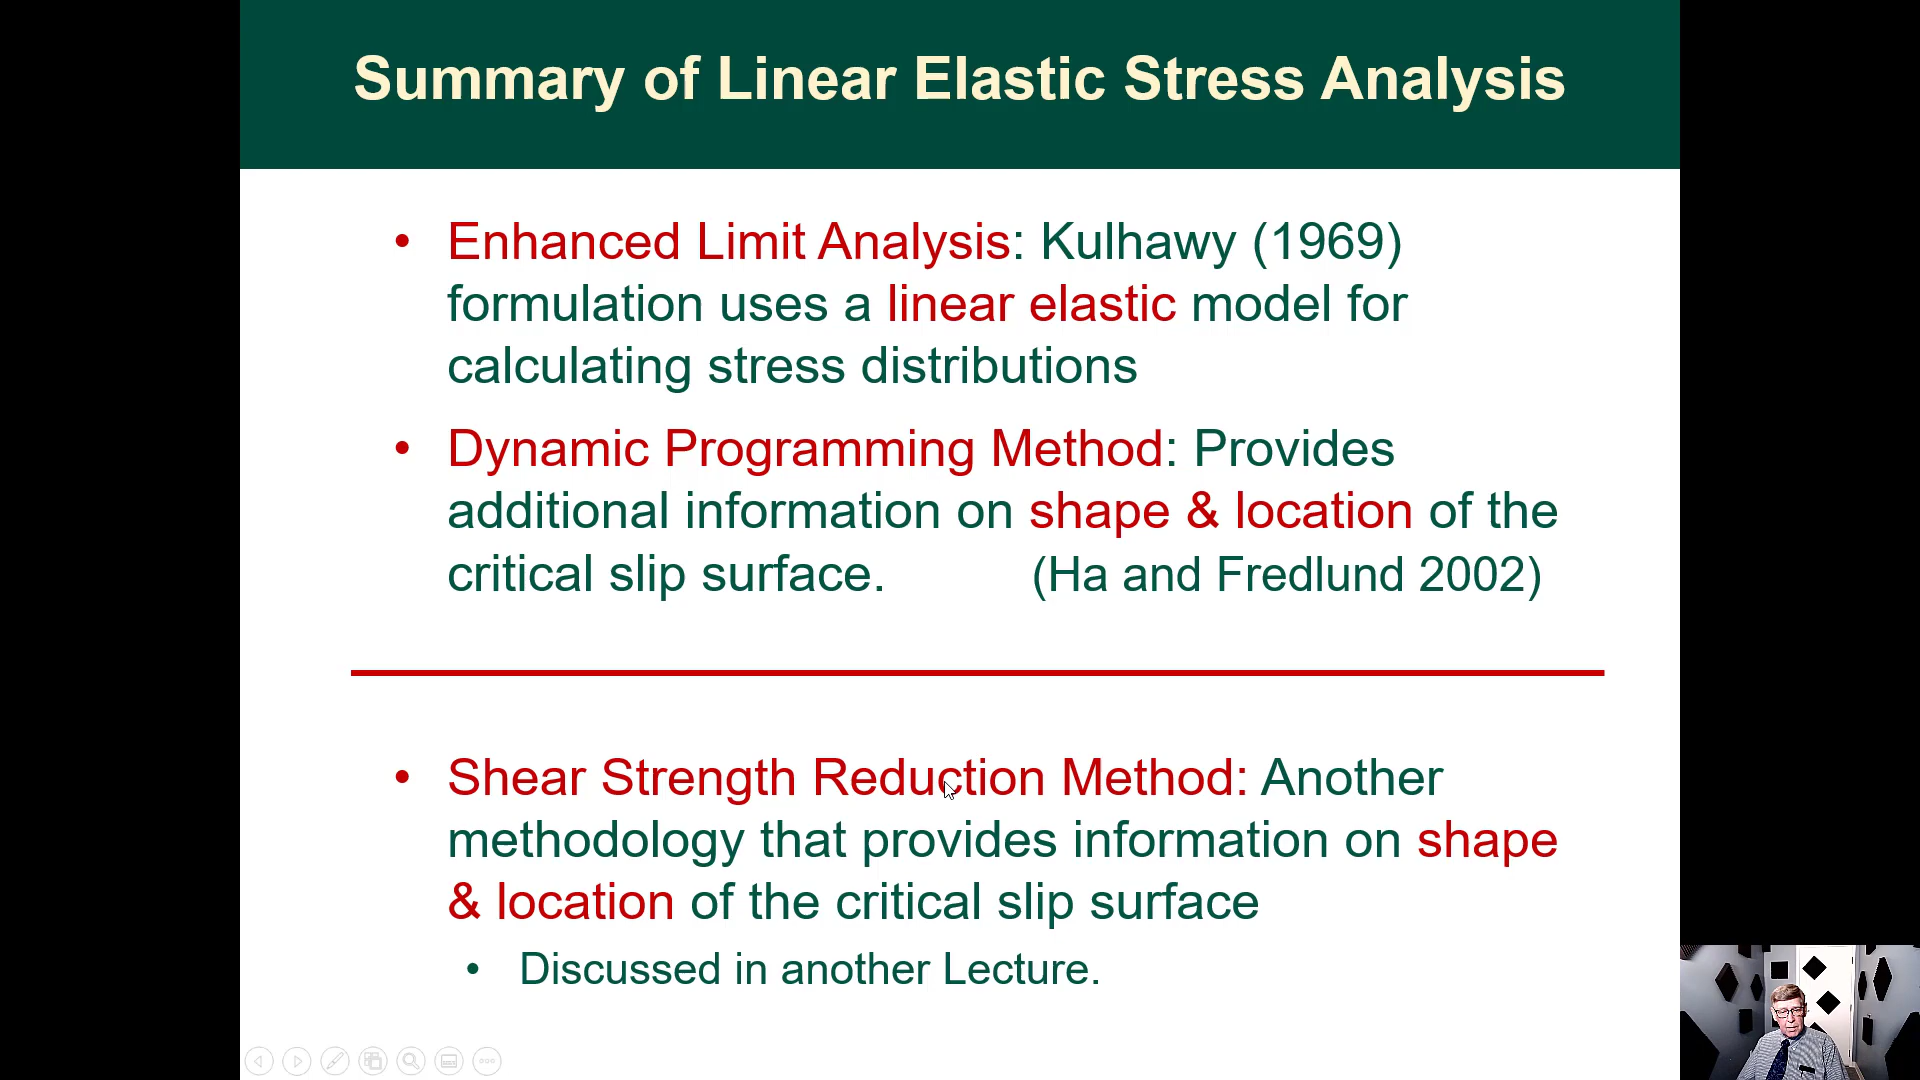 Summary of Linear Elastic Stress Analysis
• Enhanced Limit Analysis: Kulhawy (1969)
formulation uses a linear elastic model for
calculating stress distributions
• Dynamic Programming Method: Provides
additional information on shape & location of the
critical slip surface. (Ha and Fredlund 2002)
• Shear Strength Reduction Method: Another
methodology that provides information on shape
& location of the critical slip surface
• Discussed in another Lecture.